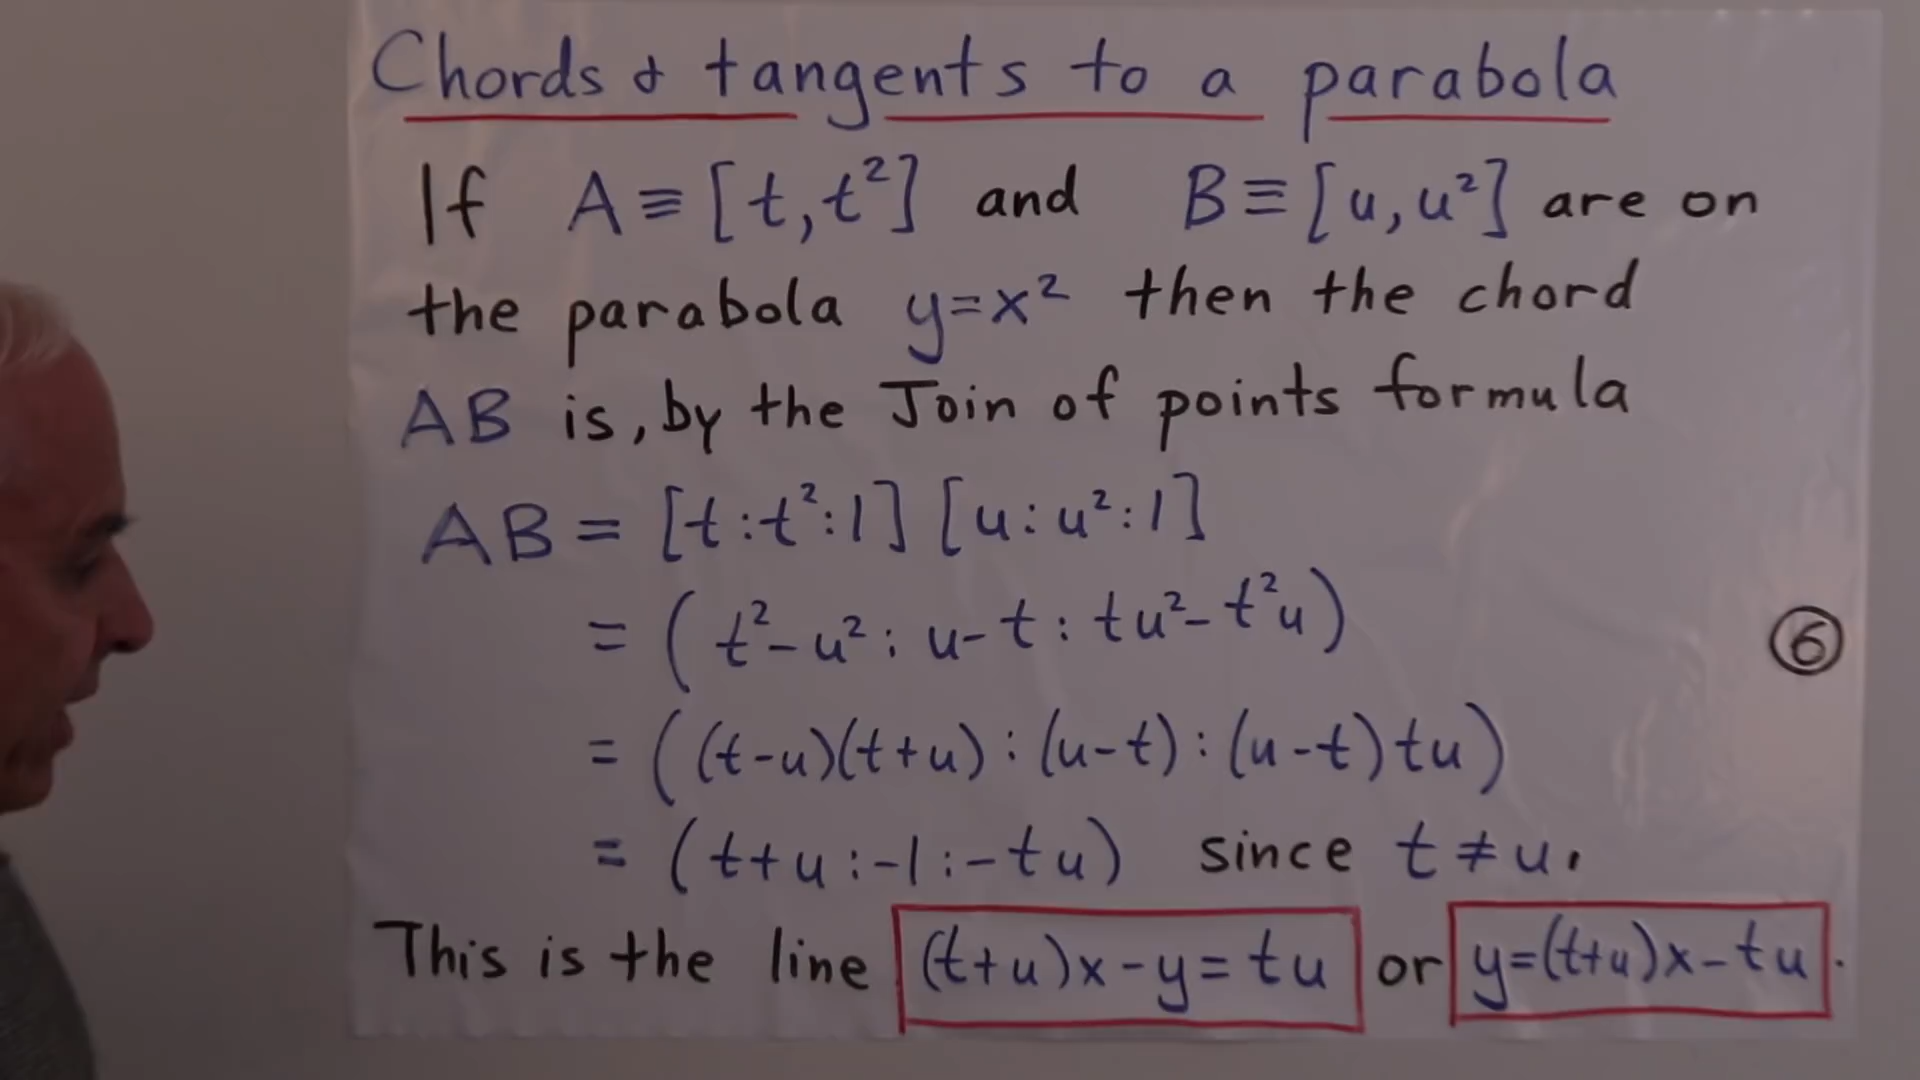 Chords & tangents to a parabola
If A≡[t,t²] and B≡[u,u²] are on
the parabola y=x² then the chord
AB is, by the Join of points formula
AB = [t:t²:1] [u:u²:1]
= (t²-u² : u-t : tu²-t²u)
6
= ((t-u)(t+u) : (u-t) : (u-t)tu)
= (t+u : -1 : -tu) since t≠u.
This is the line (t+u)x-y=tu or y=(t+u)x-tu.